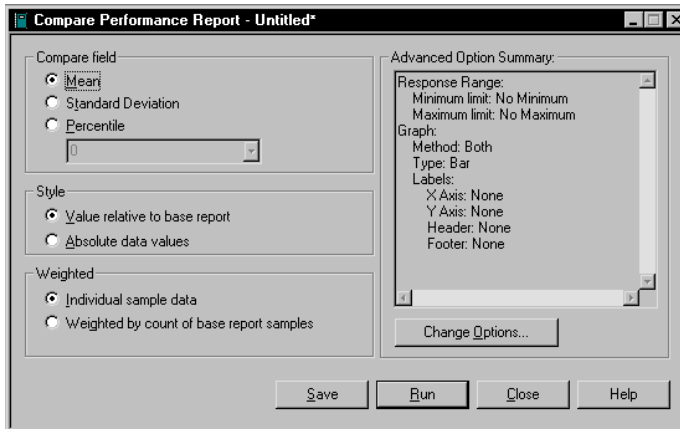 Compare Performance Report - Untitled*
Compare field
Mean
Standard Deviation
Percentile
0
Style
Value relative to base report
Absolute data values
Weighted
Individual sample data
Weighted by count of base report samples
Advanced Option Summary:
Response Range:
Minimum limit: No Minimum
Maximum limit: No Maximum
Graph:
Method: Both
Type: Bar
Labels:
X Axis: None
Y Axis: None
Header: None
Footer: None
Change Options...
Save
Run
Close
Help